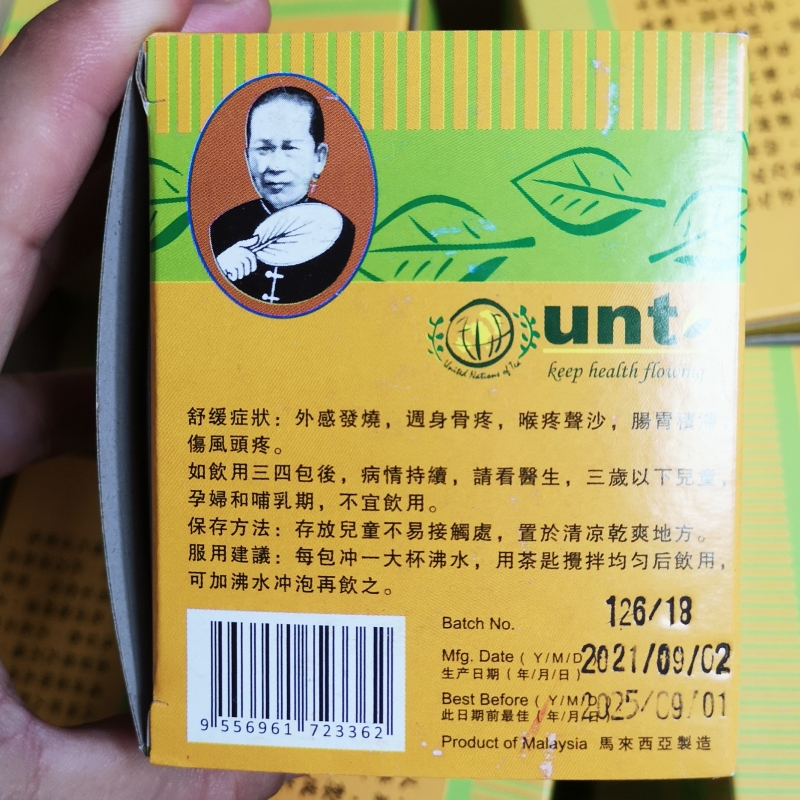 unt
United Nations of Tea
keep health flowing
舒缓症狀：外感發燒，週身骨疼，喉疼聲沙，腸胃積滯，
傷風頭疼。
如飲用三四包後，病情持續，請看醫生，三歲以下兒童，
孕婦和哺乳期，不宜飲用。
保存方法：存放兒童不易接觸處，置於清凉乾爽地方。
服用建議：每包冲一大杯沸水，用茶匙攪拌均匀后飲用，
可加沸水冲泡再飲之。
Batch No. 126/18
Mfg. Date ( Y/M/D 2021/09/02
生产日期 ( 年/月/日 )
Best Before ( Y/M/D 2025/09/01
此日期前最佳 ( 年/月/日 )
9 556961 723362
Product of Malaysia 馬來西亞製造